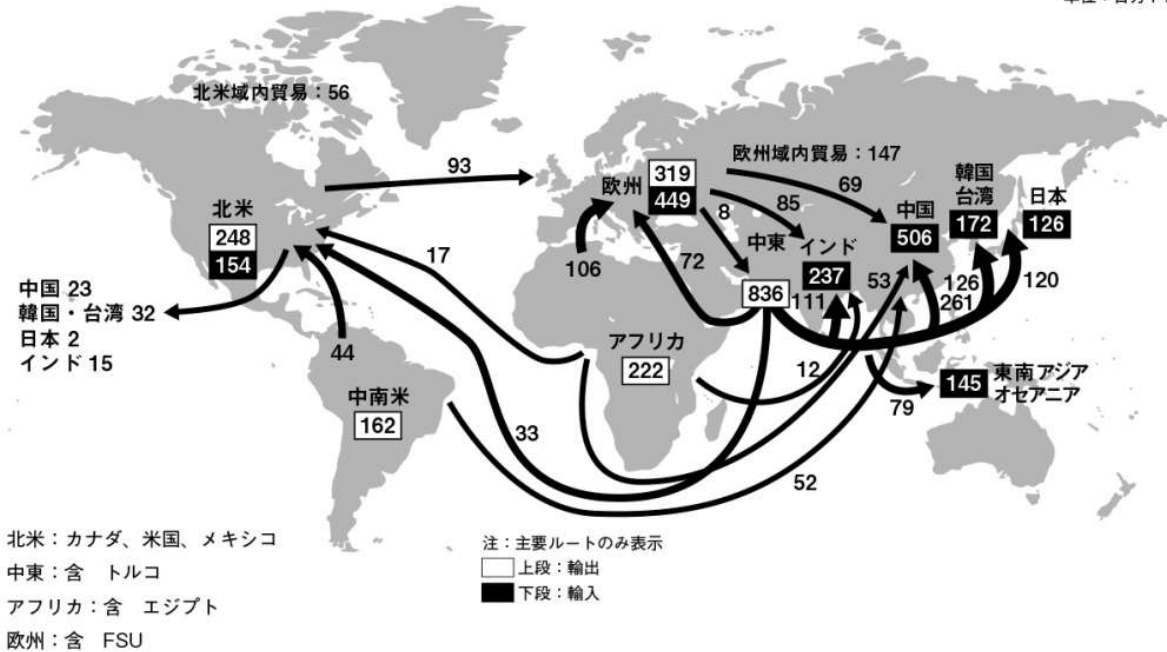 北米域内貿易：56
93
欧州域内貿易：147
欧州
319
449
69
85
8
韓国
台湾
172
日本
126
中国
506
北米
248
154
17
106
72
中東
インド
237
836
111
53
126
261
120
中国 23
韓国・台湾 32
日本 2
インド 15
44
アフリカ
222
12
145
東南アジア
オセアニア
79
中南米
162
33
52
北米：カナダ、米国、メキシコ
中東：含　トルコ
アフリカ：含　エジプト
欧州：含　FSU
注：主要ルートのみ表示
上段：輸出
下段：輸入